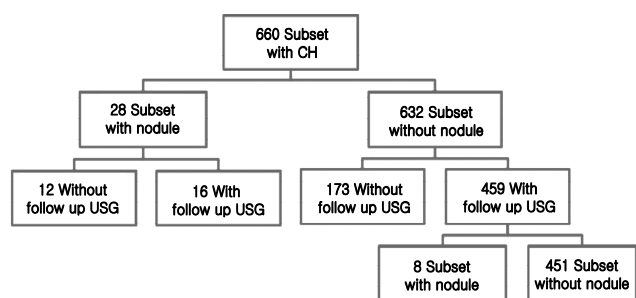 660 Subset
with CH
28 Subset
with nodule
632 Subset
without nodule
12 Without
follow up USG
16 With
follow up USG
173 Without
follow up USG
459 With
follow up USG
8 Subset
with nodule
451 Subset
without nodule